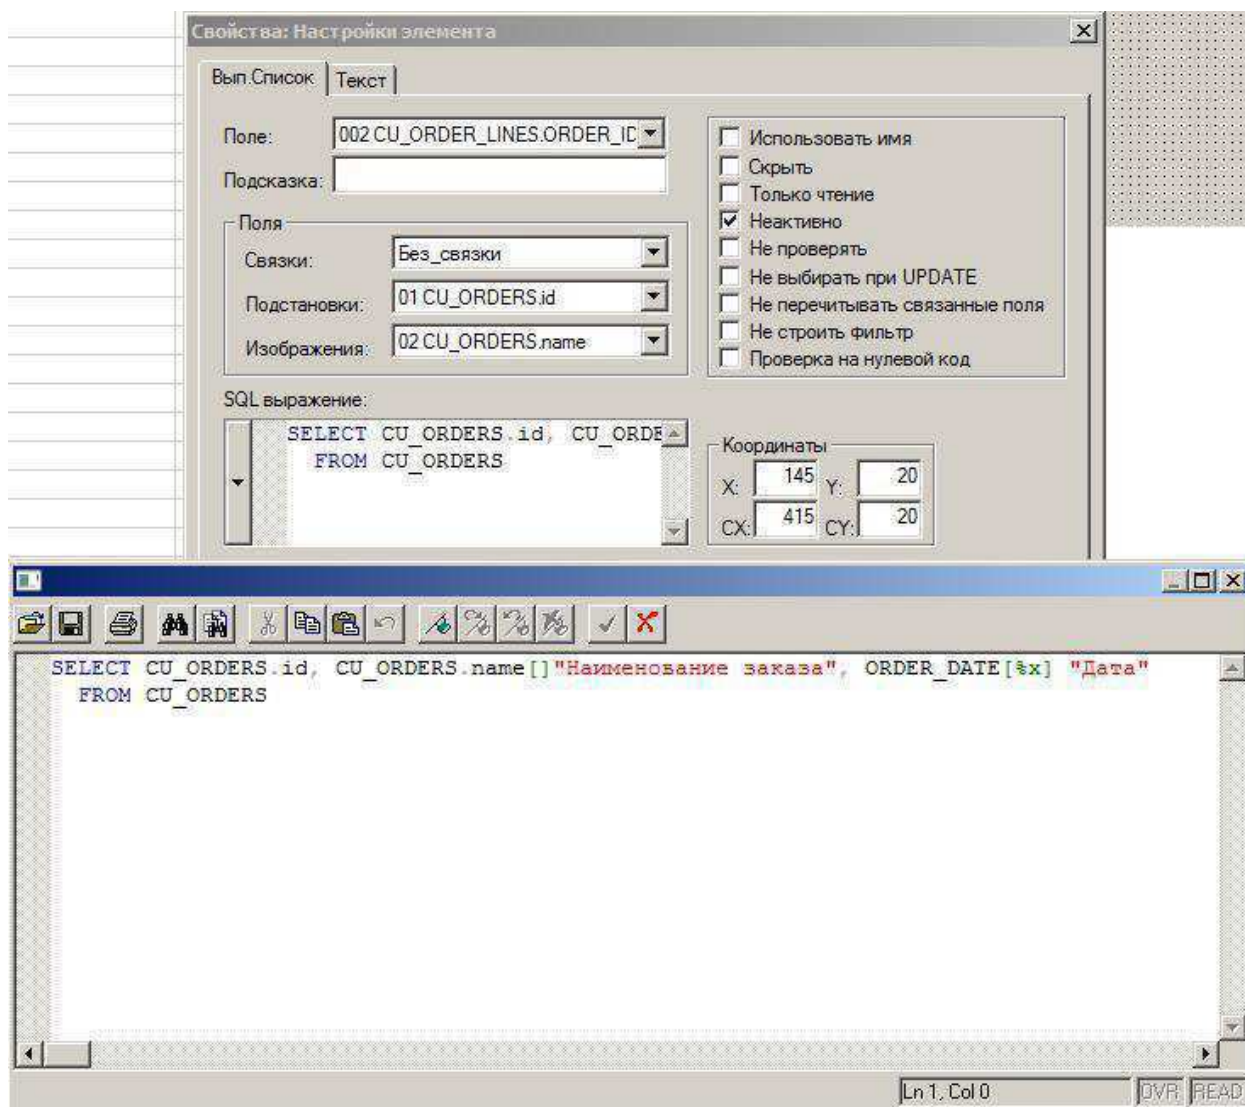 Свойства: Настройки элемента
Вып.Список Текст
Поле: 002 CU_ORDER_LINES.ORDER_ID
Подсказка:
Поля
Связки: Без_связки
Подстановки: 01 CU_ORDERS.id
Изображения: 02 CU_ORDERS.name
Использовать имя
Скрыть
Только чтение
Неактивно
Не проверять
Не выбирать при UPDATE
Не перечитывать связанные поля
Не строить фильтр
Проверка на нулевой код
SQL выражение:
SELECT CU_ORDERS.id, CU_ORDE
FROM CU_ORDERS
Координаты
X: 145 Y: 20
CX: 415 CY: 20
SELECT CU_ORDERS.id, CU_ORDERS.name[]"Наименование заказа", ORDER_DATE[%x] "Дата"
FROM CU_ORDERS
Ln 1, Col 0 OVR READ